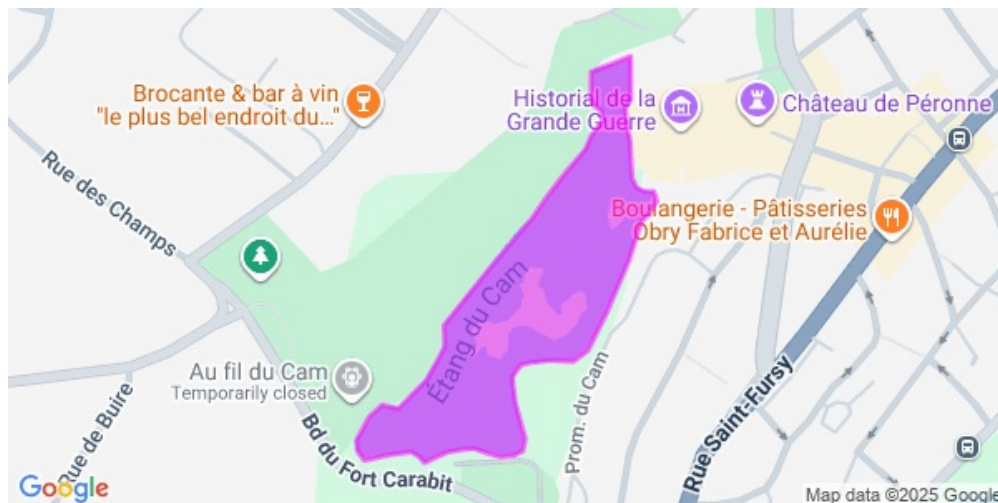 Brocante & bar à vin
"le plus bel endroit du..."
Historial de la
Grande Guerre
Château de Péronne
Rue des Champs
Boulangerie - Pâtisseries
Obry Fabrice et Aurélie
Étang du Cam
Au fil du Cam
Temporarily closed
Rue de Buire
Bd du Fort Carabit
Prom. du Cam
Rue Saint-Fursy
Google
Map data ©2025 Google